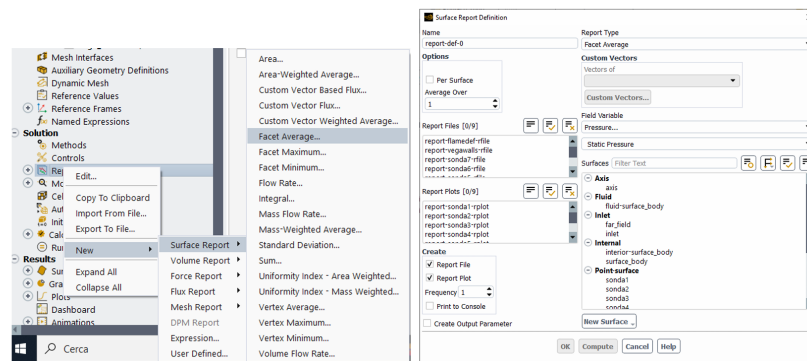 Mesh Interfaces
Auxiliary Geometry Definitions
Dynamic Mesh
Reference Values
Reference Frames
Named Expressions
Solution
Methods
Controls
Rep
Mo
Cel
Aut
Init
Calc
Run
Results
Sur
Gra
Plots
Dashboard
Animations
Cerca
Edit...
Copy To Clipboard
Import From File...
Export To File...
New
Expand All
Collapse All
Surface Report
Volume Report
Force Report
Flux Report
Mesh Report
DPM Report
Expression...
User Defined...
Area...
Area-Weighted Average...
Custom Vector Based Flux...
Custom Vector Flux...
Custom Vector Weighted Average...
Facet Average...
Facet Maximum...
Facet Minimum...
Flow Rate...
Integral...
Mass Flow Rate...
Mass-Weighted Average...
Standard Deviation...
Sum...
Uniformity Index - Area Weighted...
Uniformity Index - Mass Weighted...
Vertex Average...
Vertex Maximum...
Vertex Minimum...
Volume Flow Rate...
Surface Report Definition
Name
report-def-0
Options
Per Surface
Average Over
1
Report Files [0/9]
report-flamedef-rfile
report-vegawalls-rfile
report-sonda7-rfile
report-sonda6-rfile
Report Plots [0/9]
report-sonda1-rplot
report-sonda2-rplot
report-sonda3-rplot
report-sonda4-rplot
Create
Report File
Report Plot
Frequency 1
Print to Console
Create Output Parameter
Report Type
Facet Average
Custom Vectors
Vectors of
Custom Vectors...
Field Variable
Pressure...
Static Pressure
Surfaces Filter Text
Axis
axis
Fluid
fluid-surface_body
Inlet
far_field
inlet
Internal
interior-surface_body
surface_body
Point-surface
sonda1
sonda2
sonda3
sonda4
New Surface
OK Compute Cancel Help